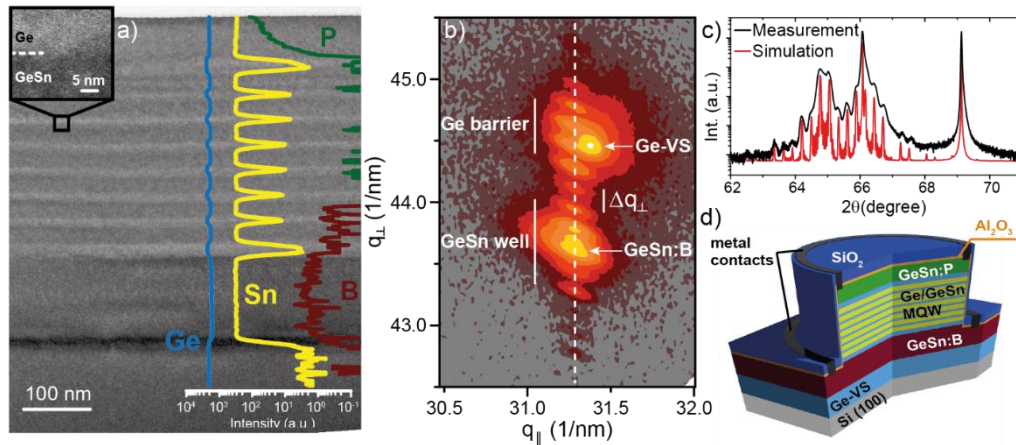 a)
Ge
GeSn
5 nm
P
Sn
B
Ge
100 nm
10⁴ 10³ 10² 10¹ 10⁰ 10⁻¹
Intensity (a.u.)
b)
q⊥ (1/nm)
45.0
44.0
43.0
Ge barrier
Ge-VS
Δq⊥
GeSn well
GeSn:B
30.5 31.0 31.5 32.0
q∥ (1/nm)
c)
Measurement
Simulation
Int. (a.u.)
62 64 66 68 70
2θ(degree)
d)
Al₂O₃
metal
contacts
SiO₂
GeSn:P
Ge/GeSn
MQW
GeSn:B
Ge-VS
Si (100)